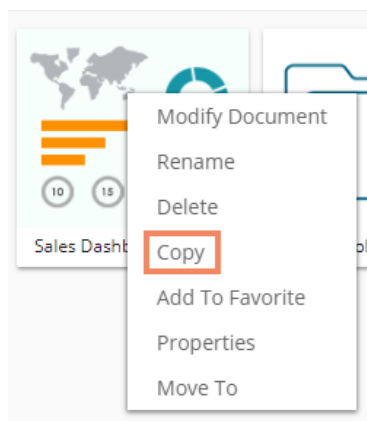 Modify Document
Rename
Delete
Copy
Add To Favorite
Properties
Move To
10
15
Sales Dashb